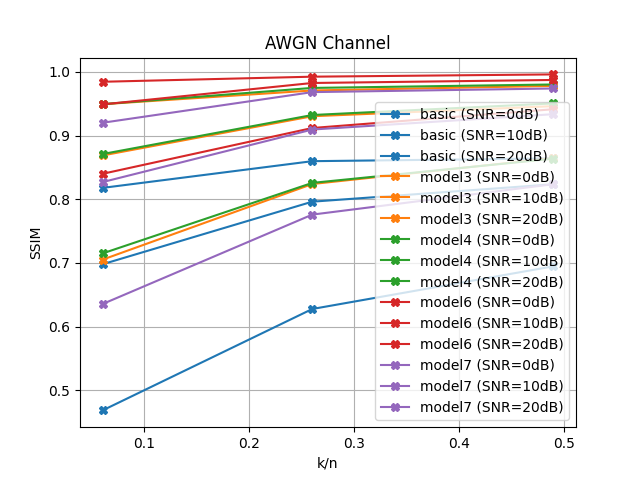 AWGN Channel
SSIM
1.0
0.9
0.8
0.7
0.6
0.5
basic (SNR=0dB)
basic (SNR=10dB)
basic (SNR=20dB)
model3 (SNR=0dB)
model3 (SNR=10dB)
model3 (SNR=20dB)
model4 (SNR=0dB)
model4 (SNR=10dB)
model4 (SNR=20dB)
model6 (SNR=0dB)
model6 (SNR=10dB)
model6 (SNR=20dB)
model7 (SNR=0dB)
model7 (SNR=10dB)
model7 (SNR=20dB)
0.1 0.2 0.3 0.4 0.5
k/n